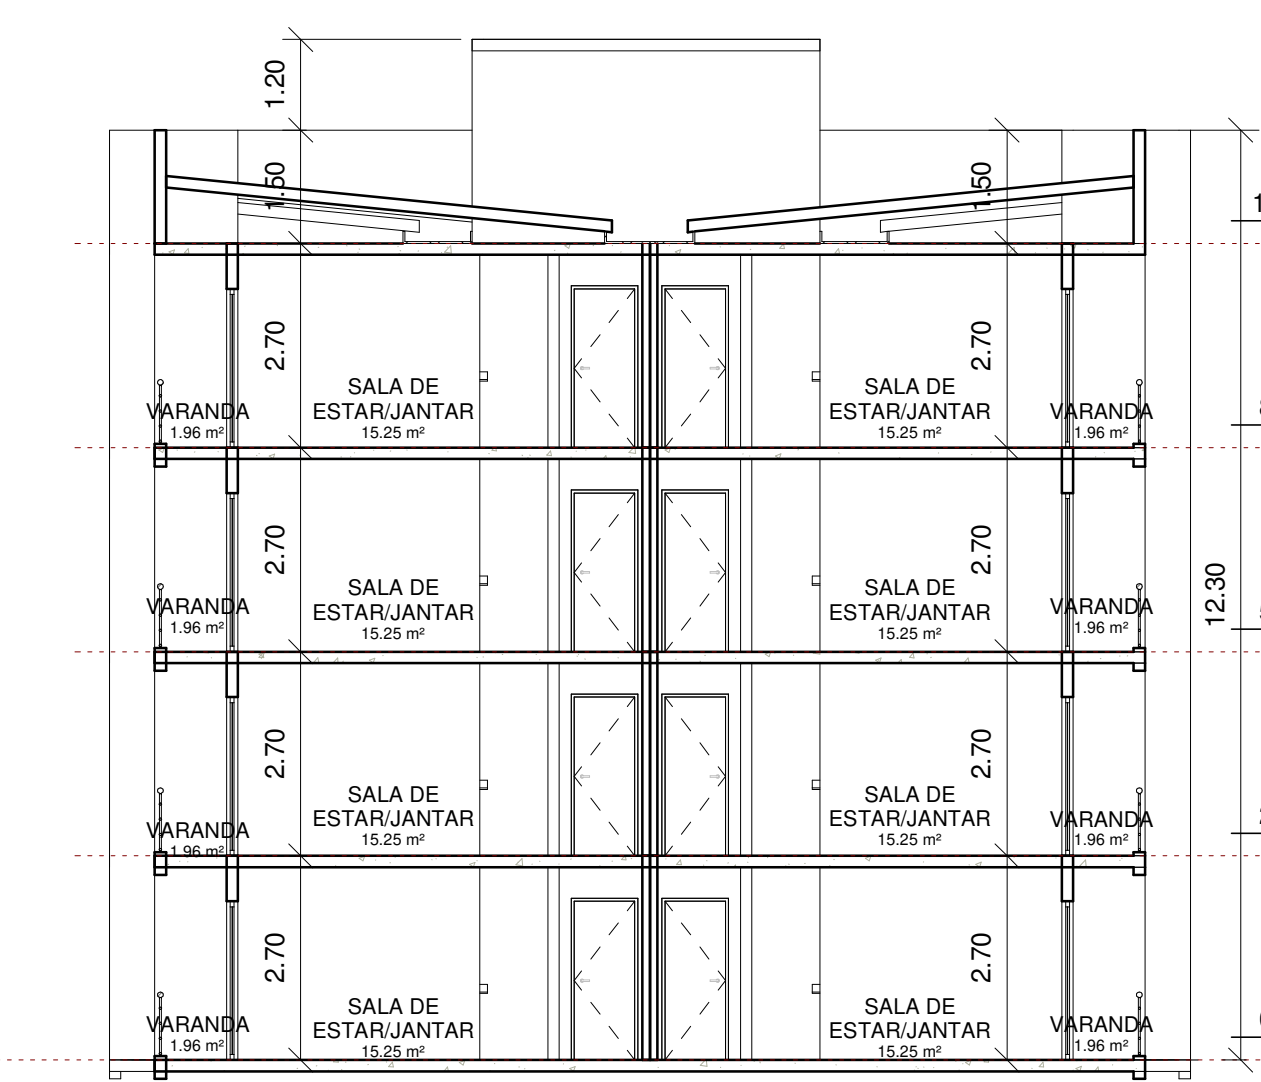 1.20
1.50
1.50
1
2.70
2.70
SALA DE
ESTAR/JANTAR
15.25 m²
SALA DE
ESTAR/JANTAR
15.25 m²
VARANDA
1.96 m²
VARANDA
1.96 m²
2.70
2.70
SALA DE
ESTAR/JANTAR
15.25 m²
SALA DE
ESTAR/JANTAR
15.25 m²
VARANDA
1.96 m²
VARANDA
1.96 m²
12.30
2.70
2.70
SALA DE
ESTAR/JANTAR
15.25 m²
SALA DE
ESTAR/JANTAR
15.25 m²
VARANDA
1.96 m²
VARANDA
1.96 m²
2.70
2.70
SALA DE
ESTAR/JANTAR
15.25 m²
SALA DE
ESTAR/JANTAR
15.25 m²
VARANDA
1.96 m²
VARANDA
1.96 m²